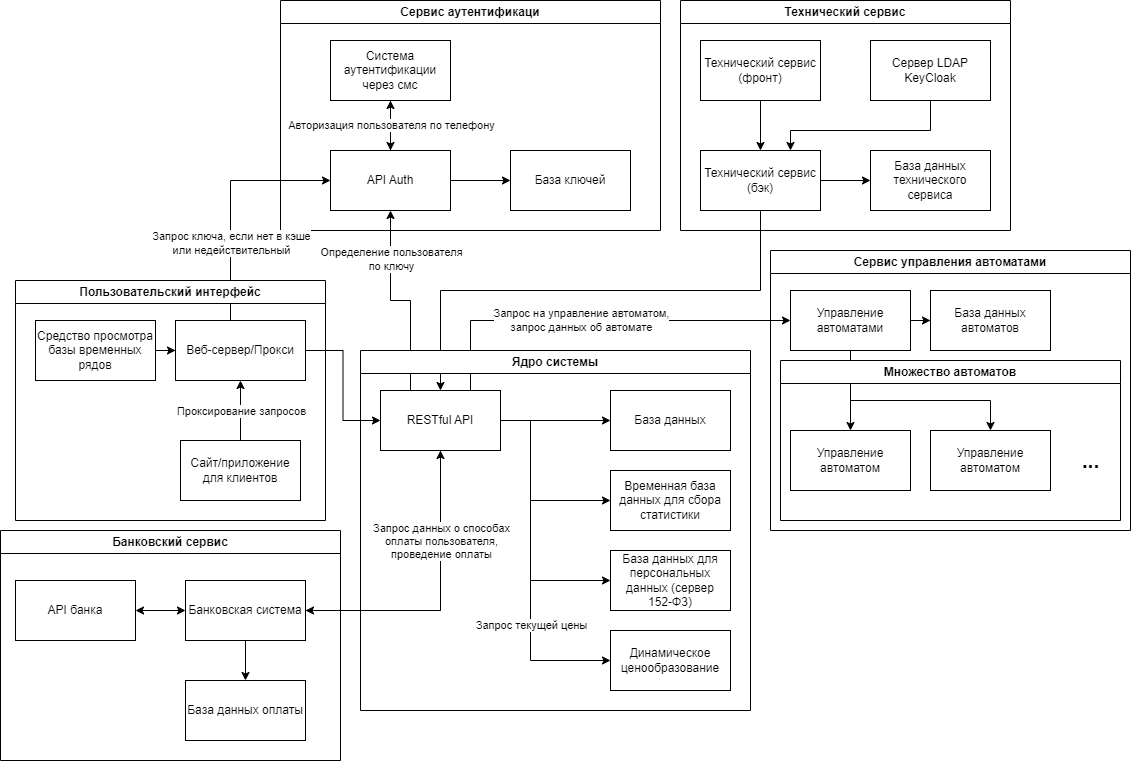 Сервис аутентификаци
Система
аутентификации
через смс
Авторизация пользователя по телефону
API Auth
База ключей
Запрос ключа, если нет в кэше
или недействительный
Определение пользователя
по ключу
Технический сервис
Технический сервис
(фронт)
Сервер LDAP
KeyCloak
Технический сервис
(бэк)
База данных
технического
сервиса
Пользовательский интерфейс
Средство просмотра
базы временных
рядов
Веб-сервер/Прокси
Проксирование запросов
Сайт/приложение
для клиентов
Запрос на управление автоматом,
запрос данных об автомате
Сервис управления автоматами
Управление
автоматами
База данных
автоматов
Множество автоматов
Управление
автоматом
Управление
автоматом
...
Ядро системы
RESTful API
База данных
Временная база
данных для сбора
статистики
База данных для
персональных
данных (сервер
152-ФЗ)
Запрос текущей цены
Динамическое
ценообразование
Запрос данных о способах
оплаты пользователя,
проведение оплаты
Банковский сервис
API банка
Банковская система
База данных оплаты